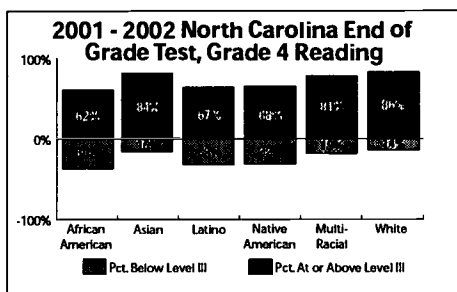 2001 - 2002 North Carolina End of
Grade Test, Grade 4 Reading
100%
62% 84% 67% 68% 81% 86%
0%
-100%
African American
Asian
Latino
Native American
Multi-Racial
White
Pct. Below Level III
Pct. At or Above Level III